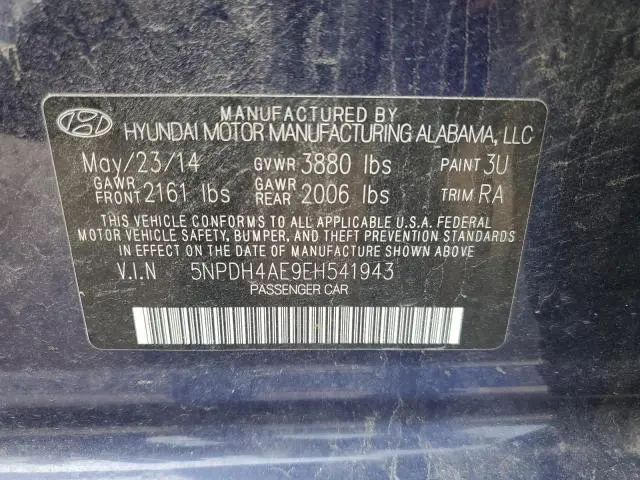 MANUFACTURED BY
HYUNDAI MOTOR MANUFACTURING ALABAMA, LLC
May/23/14 GVWR 3880 lbs PAINT 3U
GAWR FRONT 2161 lbs GAWR REAR 2006 lbs TRIM RA
THIS VEHICLE CONFORMS TO ALL APPLICABLE U.S.A. FEDERAL
MOTOR VEHICLE SAFETY, BUMPER, AND THEFT PREVENTION
STANDARDS IN EFFECT ON THE DATE OF MANUFACTURE SHOWN ABOVE.
V.I.N 5NPDH4AE9EH541943
PASSENGER CAR